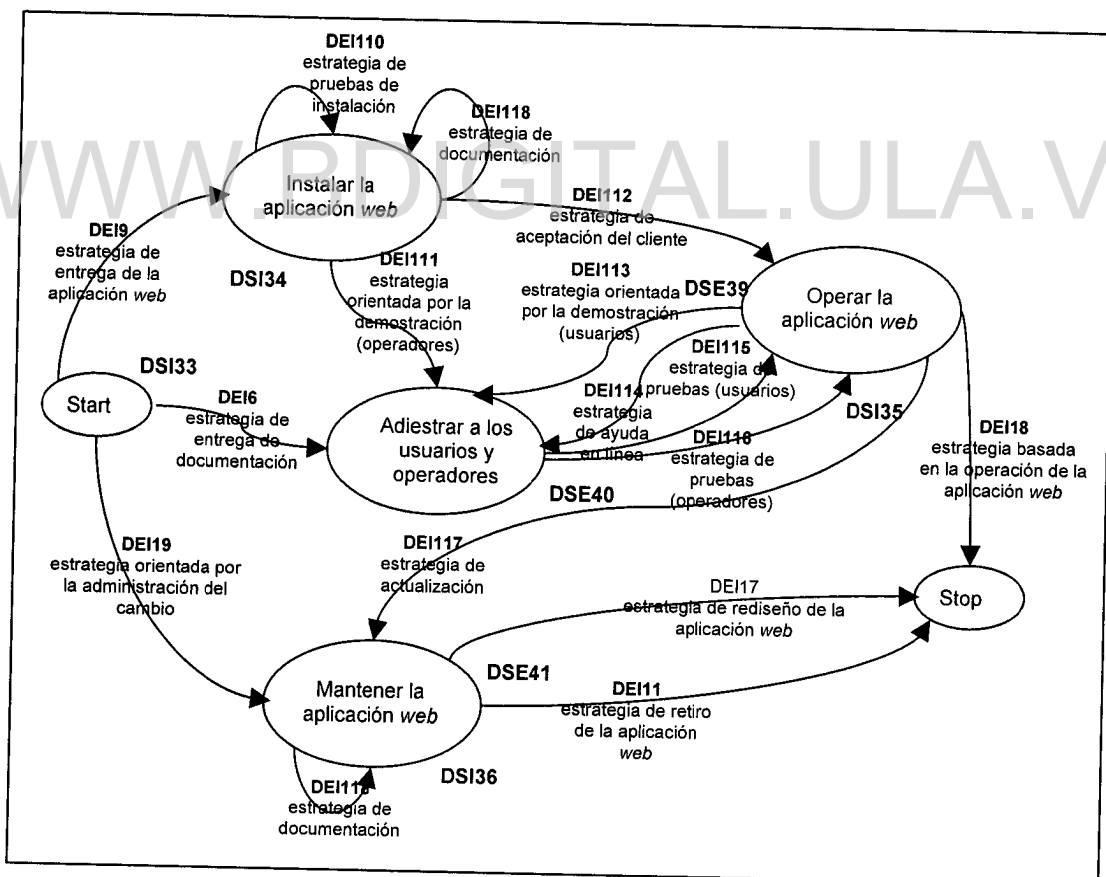 DEI110
estrategia de
pruebas de
instalación
DEI118
estrategia de
documentación
WWW.BDIGITAL.ULA.V
Instalar la
aplicación web
DEI112
estrategia de
aceptación del cliente
DEI9
estrategia de
entrega de la
aplicación web
DSI34
DEI111
estrategia
orientada por la
demostración
(operadores)
DEI113
estrategia orientada
por la demostración
(usuarios)
DSE39
Operar la
aplicación web
DSI33
Start
DEI6
estrategia de
entrega de
documentación
Adiestrar a los
usuarios y
operadores
DEI115
estrategia de
pruebas (usuarios)
DEI114
estrategia
de ayuda
en línea
DEI116
estrategia de
pruebas
(operadores)
DSI35
DEI18
estrategia basada
en la operación de la
aplicación web
DSE40
DEI19
estrategia orientada por
la administración del
cambio
DEI117
estrategia de
actualización
DEI17
estrategia de rediseño de la
aplicación web
Stop
Mantener la
aplicación web
DSE41
DEI11
estrategia de retiro
de la aplicación
web
DSI36
estrategia de
documentación